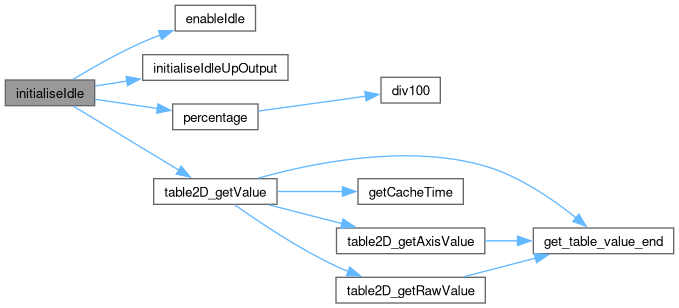 enableIdle
initialiseIdleUpOutput
initialiseIdle
div100
percentage
table2D_getValue
getCacheTime
table2D_getAxisValue
get_table_value_end
table2D_getRawValue